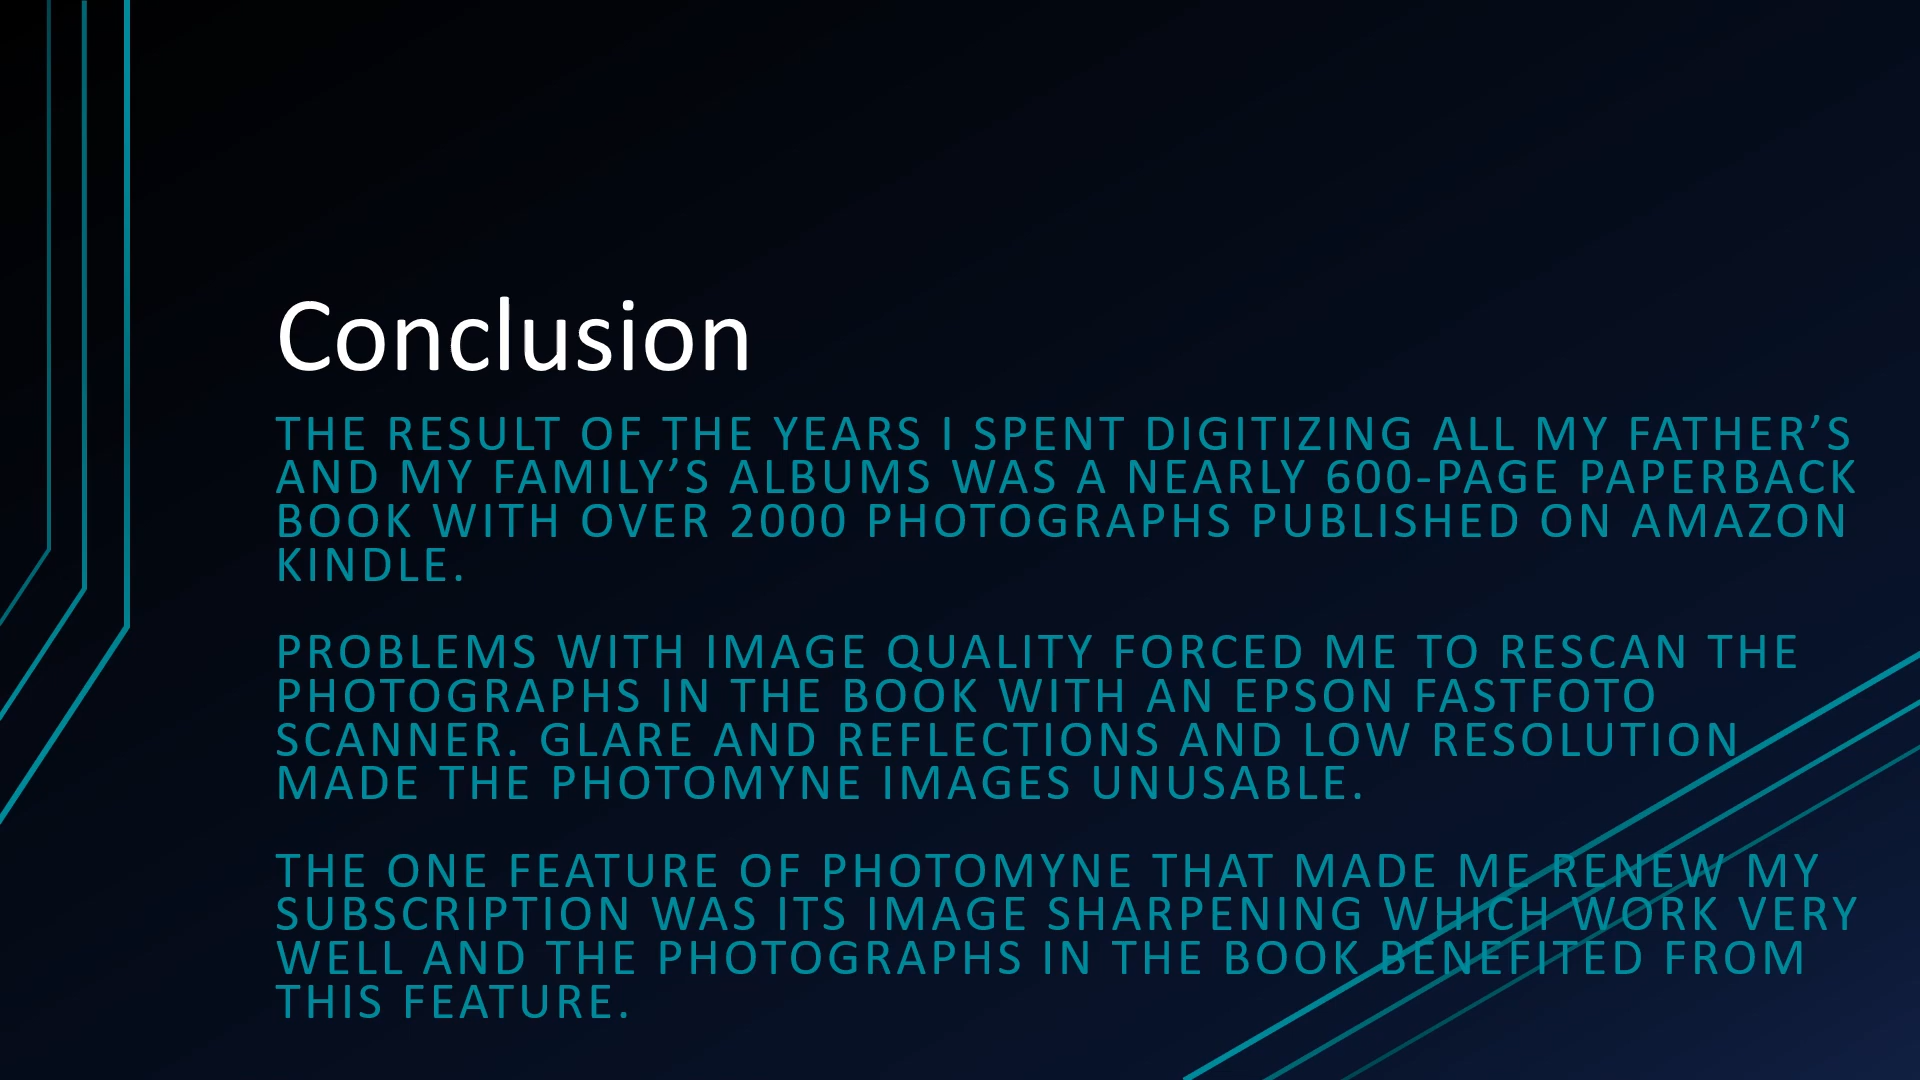 Conclusion
THE RESULT OF THE YEARS I SPENT DIGITIZING ALL MY FATHER’S
AND MY FAMILY’S ALBUMS WAS A NEARLY 600-PAGE PAPERBACK
BOOK WITH OVER 2000 PHOTOGRAPHS PUBLISHED ON AMAZON
KINDLE.
PROBLEMS WITH IMAGE QUALITY FORCED ME TO RESCAN THE
PHOTOGRAPHS IN THE BOOK WITH AN EPSON FASTFOTO
SCANNER. GLARE AND REFLECTIONS AND LOW RESOLUTION
MADE THE PHOTOMYNE IMAGES UNUSABLE.
THE ONE FEATURE OF PHOTOMYNE THAT MADE ME RENEW MY
SUBSCRIPTION WAS ITS IMAGE SHARPENING WHICH WORK VERY
WELL AND THE PHOTOGRAPHS IN THE BOOK BENEFITED FROM
THIS FEATURE.